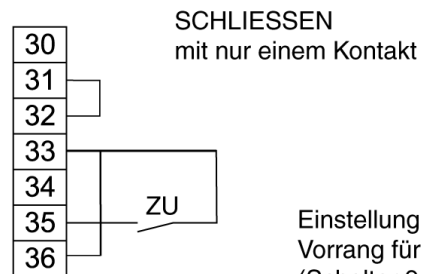 SCHLIESSEN
mit nur einem Kontakt
30
31
32
33
34
35
36
ZU
Einstellung
Vorrang für